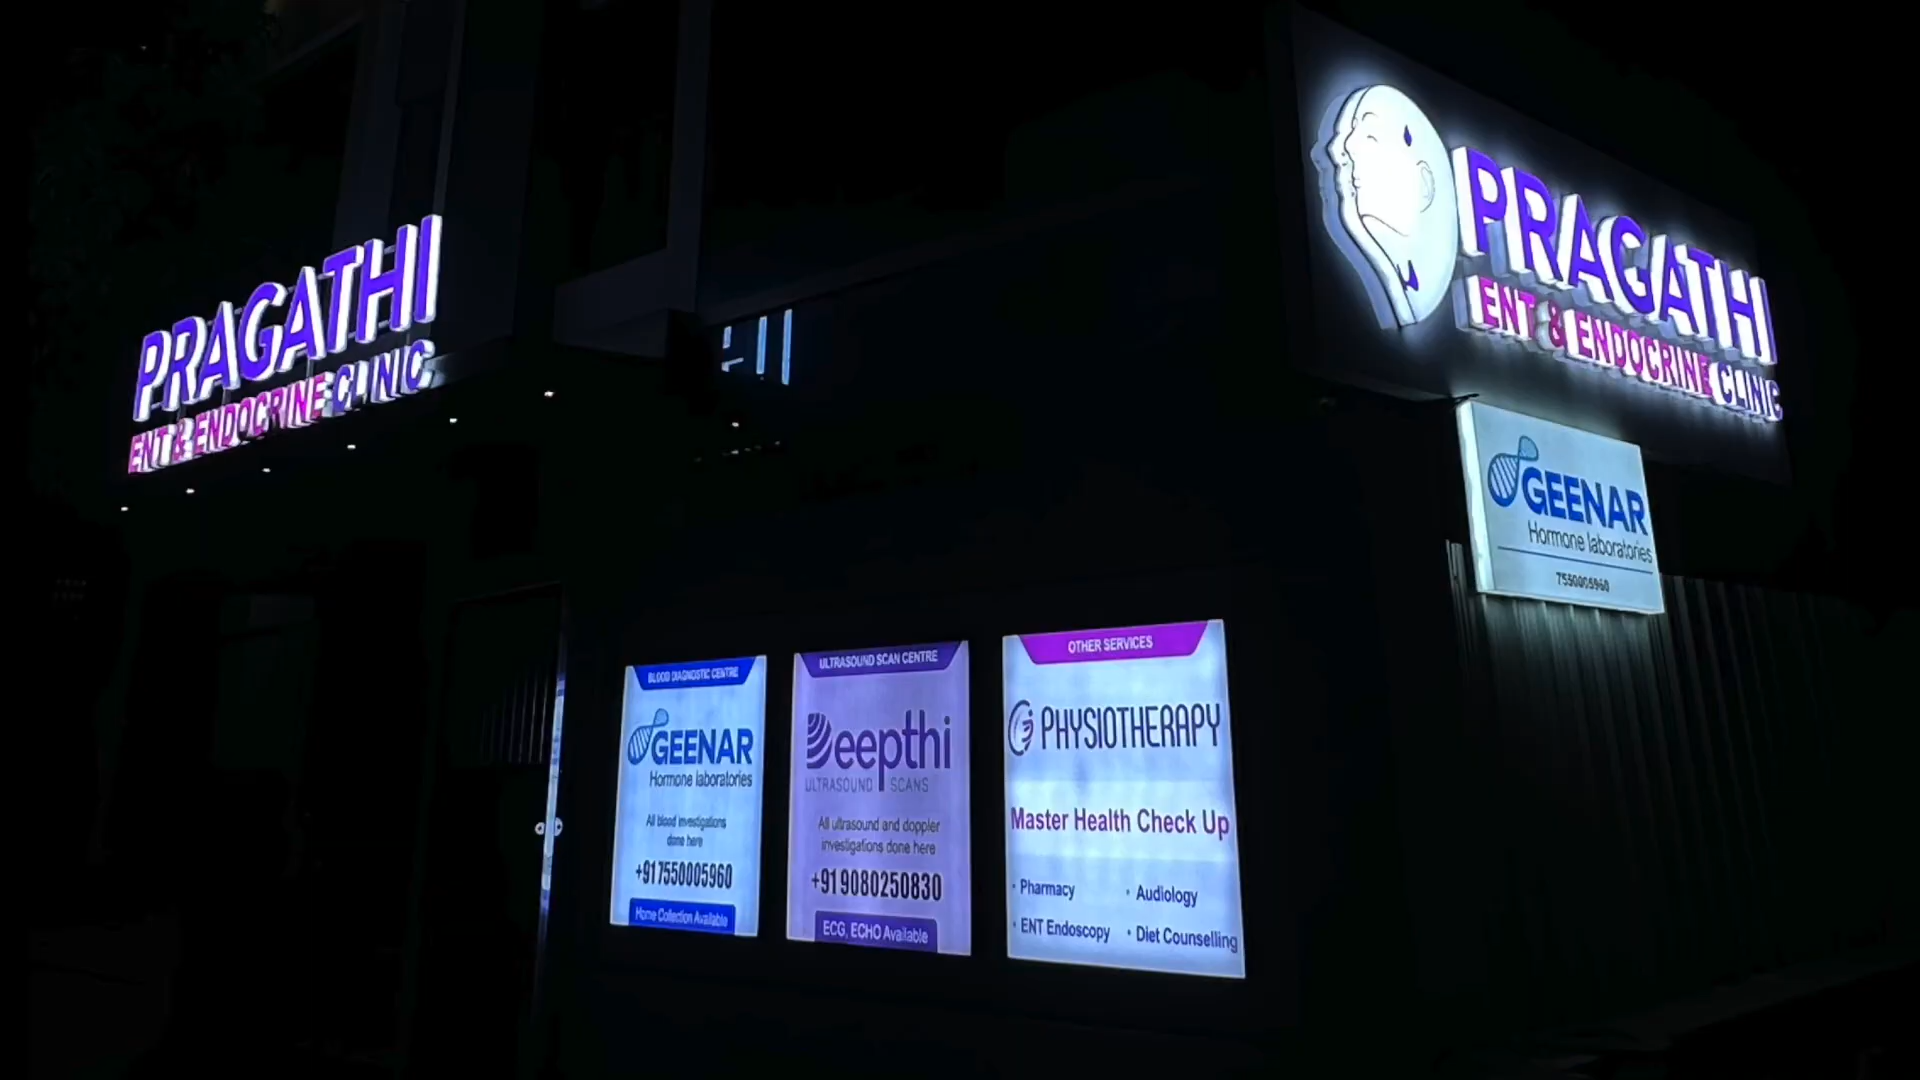 PRAGATHI
ENT & ENDOCRINE CLINIC
PRAGATHI
ENT & ENDOCRINE CLINIC
GEENAR
Hormone laboratories
7550005960
BLOOD DIAGNOSTIC CENTRE
GEENAR
Hormone laboratories
All blood investigations
done here
+917550005960
Home Collection Available
ULTRASOUND SCAN CENTRE
Deepthi
ULTRASOUND SCANS
All ultrasound and doppler
investigations done here
+919080250830
ECG, ECHO Available
OTHER SERVICES
PHYSIOTHERAPY
Master Health Check Up
• Pharmacy • Audiology
• ENT Endoscopy • Diet Counselling